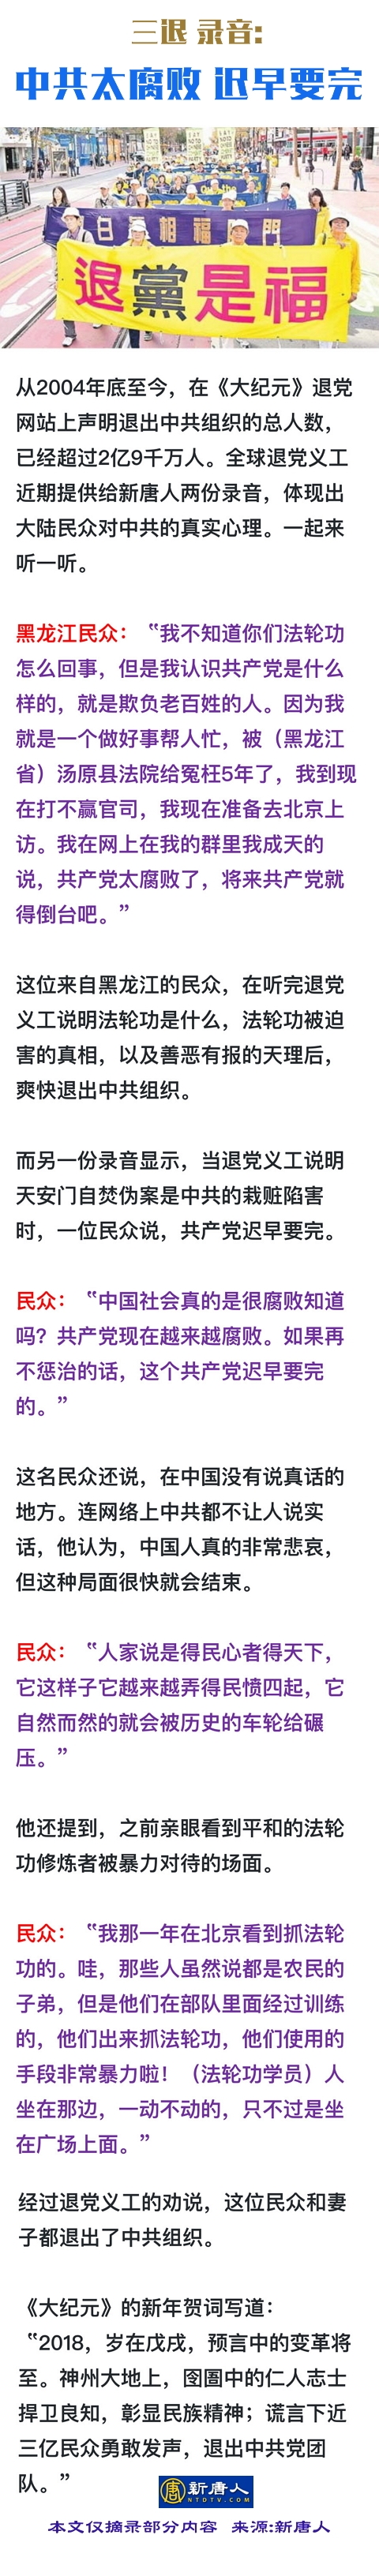 三退 录音:
中共太腐败 迟早要完
退黨是福
从2004年底至今，在《大纪元》退党
网站上声明退出中共组织的总人数，
已经超过2亿9千万人。全球退党义工
近期提供给新唐人两份录音，体现出
大陆民众对中共的真实心理。一起来
听一听。
黑龙江民众：“我不知道你们法轮功
怎么回事，但是我认识共产党是什么
样的，就是欺负老百姓的人。因为我
就是一个做好事帮人忙，被（黑龙江
省）汤原县法院给冤枉5年了，我到现
在打不赢官司，我现在准备去北京上
访。我在网上在我的群里我成天的
说，共产党太腐败了，将来共产党就
得倒台吧。”
这位来自黑龙江的民众，在听完退党
义工说明法轮功是什么，法轮功被迫
害的真相，以及善恶有报的天理后，
爽快退出中共组织。
而另一份录音显示，当退党义工说明
天安门自焚伪案是中共的栽赃陷害
时，一位民众说，共产党迟早要完。
民众：“中国社会真的是很腐败知道
吗？共产党现在越来越腐败。如果再
不惩治的话，这个共产党迟早要完
的。”
这名民众还说，在中国没有说真话的
地方。连网络上中共都不让人说实
话，他认为，中国人真的非常悲哀，
但这种局面很快就会结束。
民众：“人家说是得民心者得天下，
它这样子它越来越弄得民愤四起，它
自然而然的就会被历史的车轮给碾
压。”
他还提到，之前亲眼看到平和的法轮
功修炼者被暴力对待的场面。
民众：“我那一年在北京看到抓法轮
功的。哇，那些人虽然说都是农民的
子弟，但是他们在部队里面经过训练
的，他们出来抓法轮功，他们使用的
手段非常暴力啦！（法轮功学员）人
坐在那边，一动不动的，只不过是坐
在广场上面。”
经过退党义工的劝说，这位民众和妻
子都退出了中共组织。
《大纪元》的新年贺词写道：
“2018，岁在戊戌，预言中的变革将
至。神州大地上，囹圄中的仁人志士
捍卫良知，彰显民族精神；谎言下近
三亿民众勇敢发声，退出中共党团
队。”
唐 新唐人
NTDTV.COM
本文仅摘录部分内容 来源:新唐人